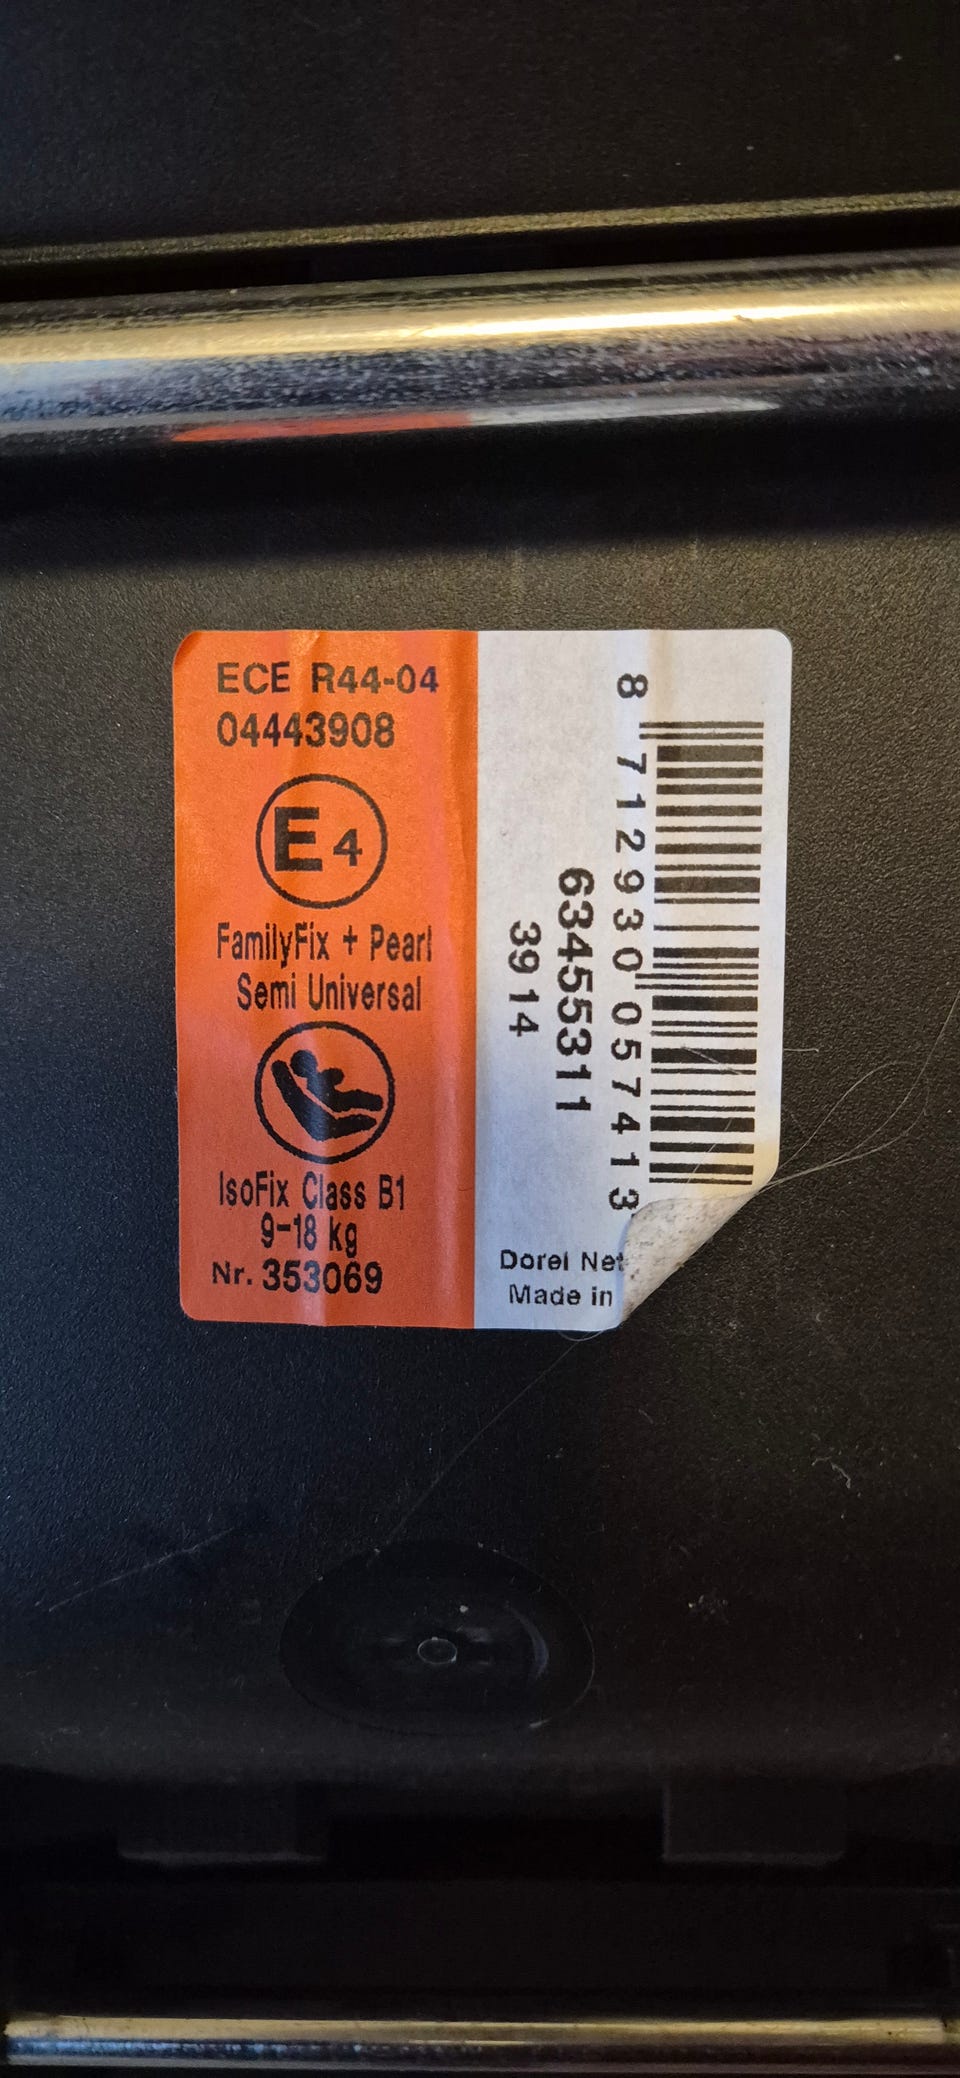 ECE R44-04
04443908
E4
FamilyFix + Pearl
Semi Universal
IsoFix Class B1
9-18 kg
Nr. 353069
8 712930 057413
63455311
3914
Dorel
Made in